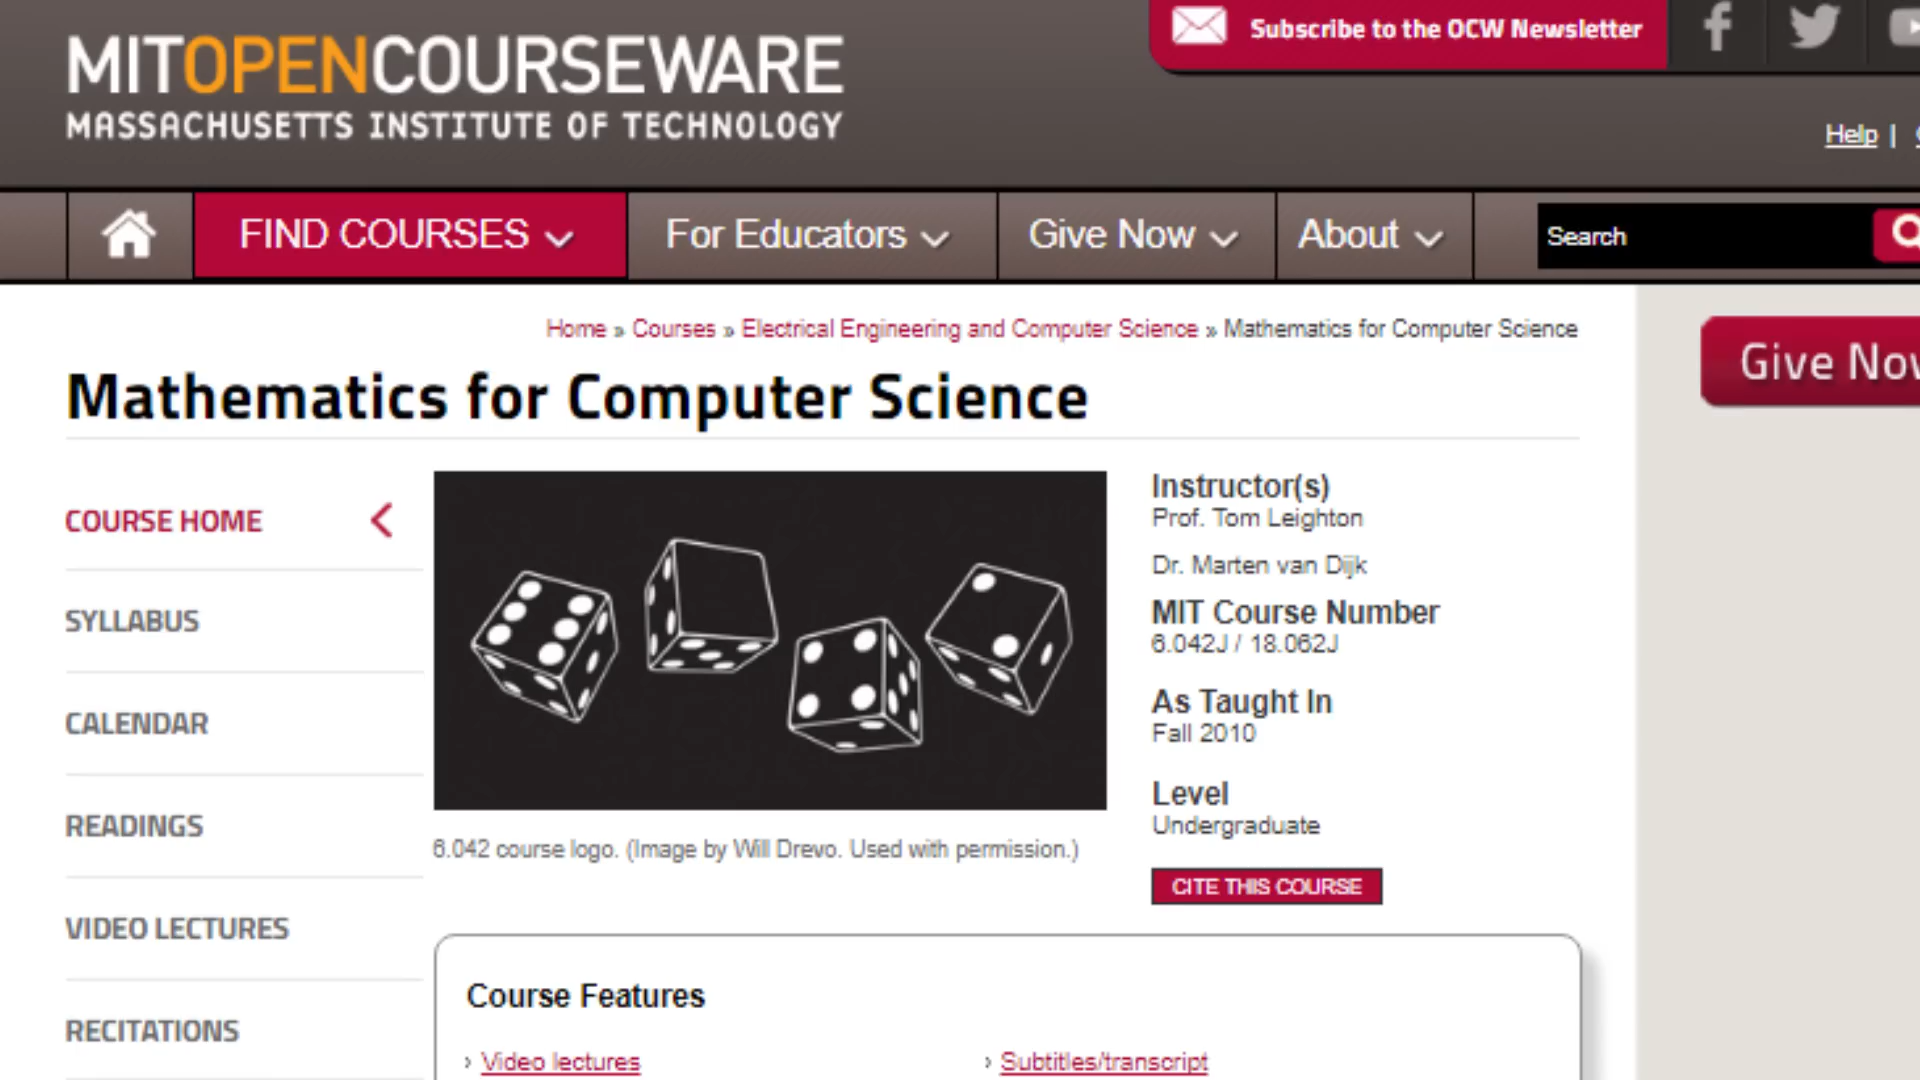 Subscribe to the OCW Newsletter
MITOPENCOURSEWARE
MASSACHUSETTS INSTITUTE OF TECHNOLOGY
Help |
FIND COURSES
For Educators
Give Now
About
Search
Home » Courses » Electrical Engineering and Computer Science » Mathematics for Computer Science
Mathematics for Computer Science
Give Now
COURSE HOME
SYLLABUS
CALENDAR
READINGS
VIDEO LECTURES
RECITATIONS
6.042 course logo. (Image by Will Drevo. Used with permission.)
Instructor(s)
Prof. Tom Leighton
Dr. Marten van Dijk
MIT Course Number
6.042J / 18.062J
As Taught In
Fall 2010
Level
Undergraduate
CITE THIS COURSE
Course Features
› Video lectures
› Subtitles/transcript